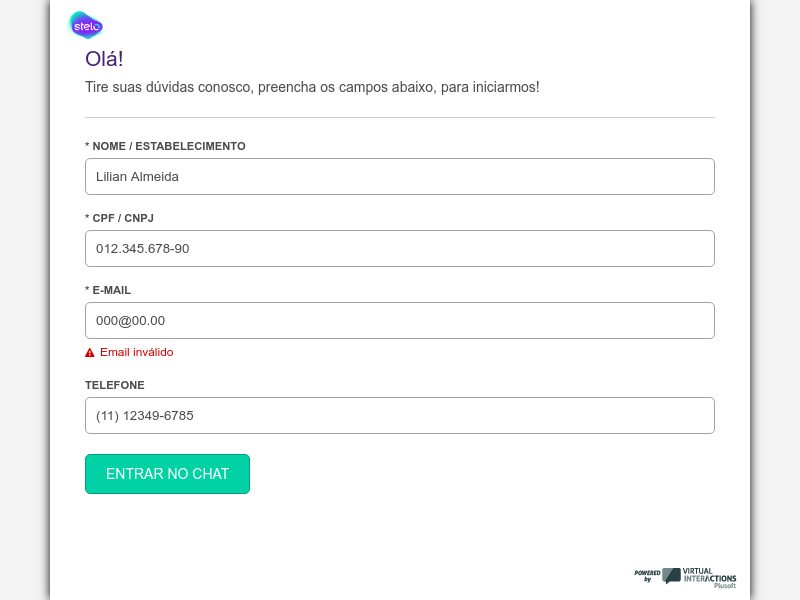 stelo
Olá!
Tire suas dúvidas conosco, preencha os campos abaixo, para iniciarmos!
* NOME / ESTABELECIMENTO
Lilian Almeida
* CPF / CNPJ
012.345.678-90
* E-MAIL
000@00.00
Email inválido
TELEFONE
(11) 12349-6785
ENTRAR NO CHAT
POWERED by VIRTUAL INTERACTIONS
Plusoft